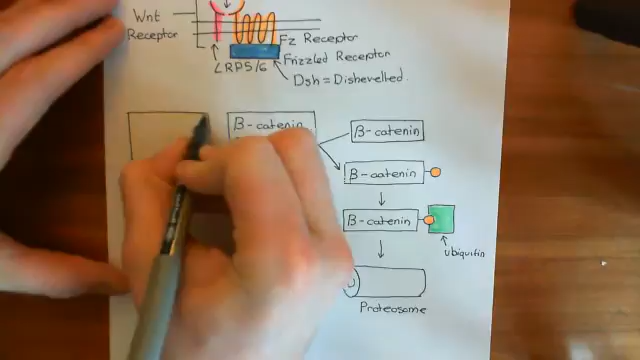 Wnt
Receptor
Fz Receptor
Frizzled Receptor
LRP5/6
Dsh = Dishevelled.
β-catenin
β-catenin
β-catenin
β-catenin
ubiquitin
Proteosome